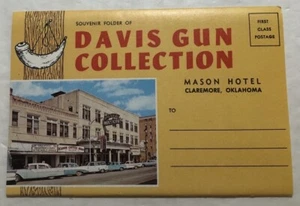 SOUVENIR FOLDER OF
DAVIS GUN
COLLECTION
FIRST
CLASS
POSTAGE
MASON HOTEL
CLAREMORE, OKLAHOMA
TO